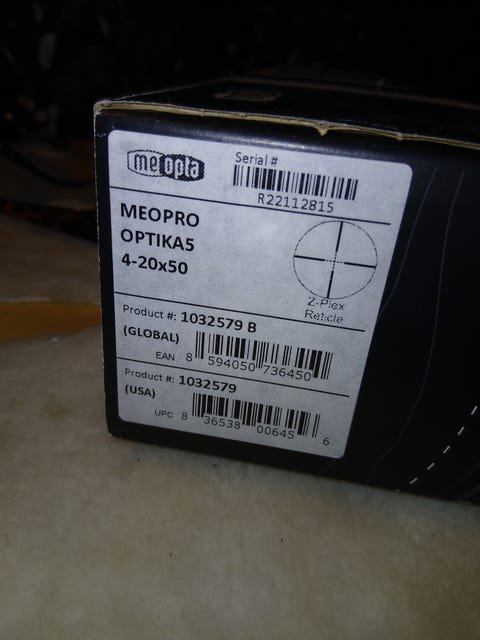 meopta
Serial #
R22112815
MEOPRO
OPTIKA5
4-20x50
Z-Plex
Reticle
Product #: 1032579 B
(GLOBAL)
EAN 8 594050 736450
Product #: 1032579
(USA)
UPC 8 36538 00645 6